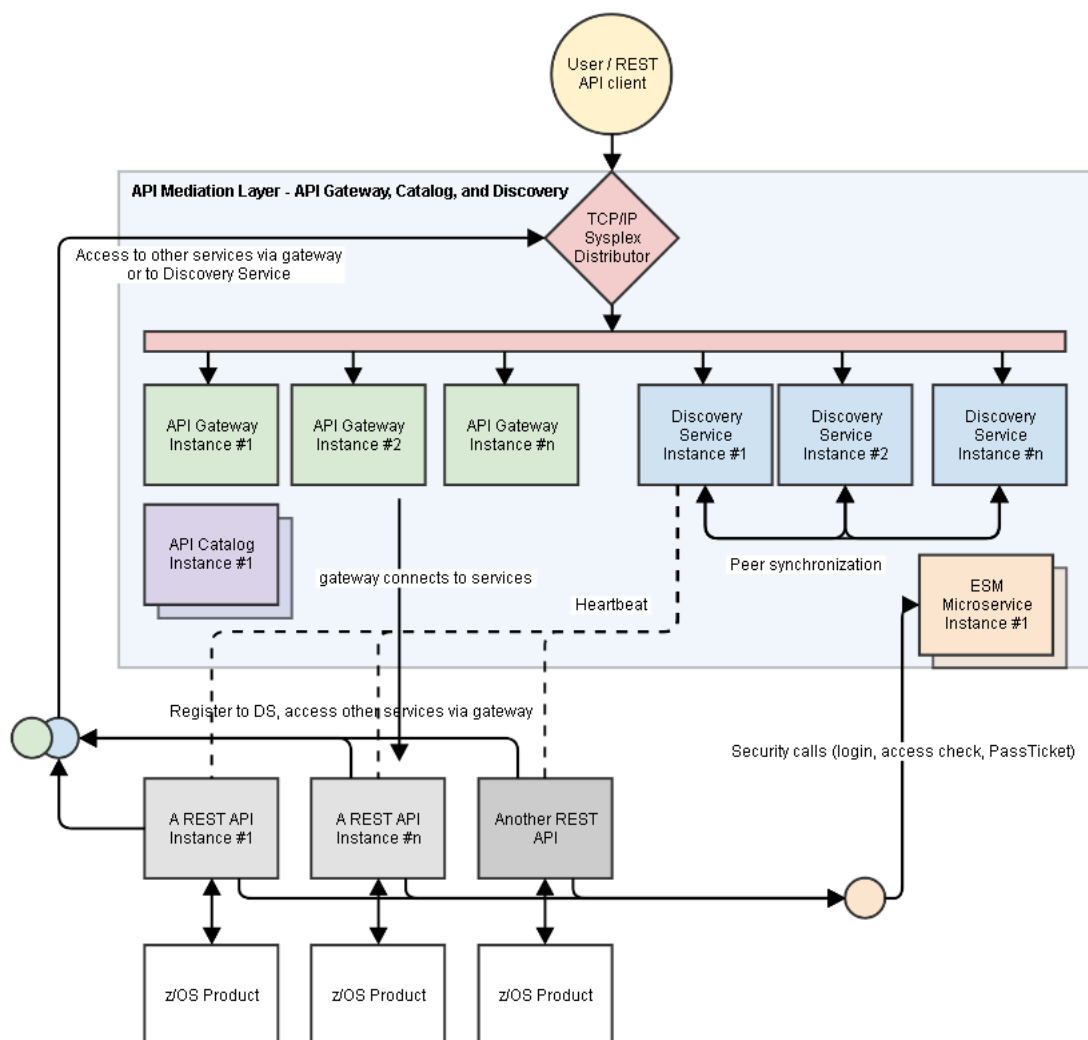 User / REST
API client
API Mediation Layer - API Gateway, Catalog, and Discovery
TCP/IP
Sysplex
Distributor
Access to other services via gateway
or to Discovery Service
API Gateway
Instance #1
API Gateway
Instance #2
API Gateway
Instance #n
Discovery
Service
Instance #1
Discovery
Service
Instance #2
Discovery
Service
Instance #n
API Catalog
Instance #1
gateway connects to services
Peer synchronization
Heartbeat
ESM
Microservice
Instance #1
Register to DS, access other services via gateway
Security calls (login, access check, PassTicket)
A REST API
Instance #1
A REST API
Instance #n
Another REST
API
z/OS Product
z/OS Product
z/OS Product